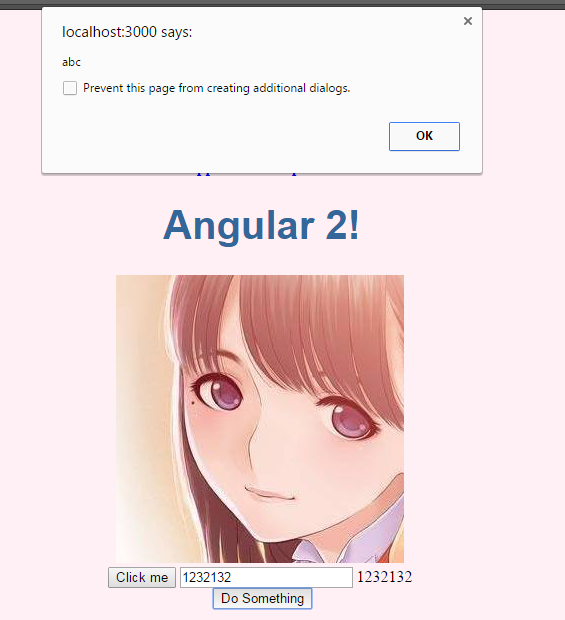 localhost:3000 says:
abc
Prevent this page from creating additional dialogs.
OK
Angular 2!
Click me 1232132 1232132
Do Something